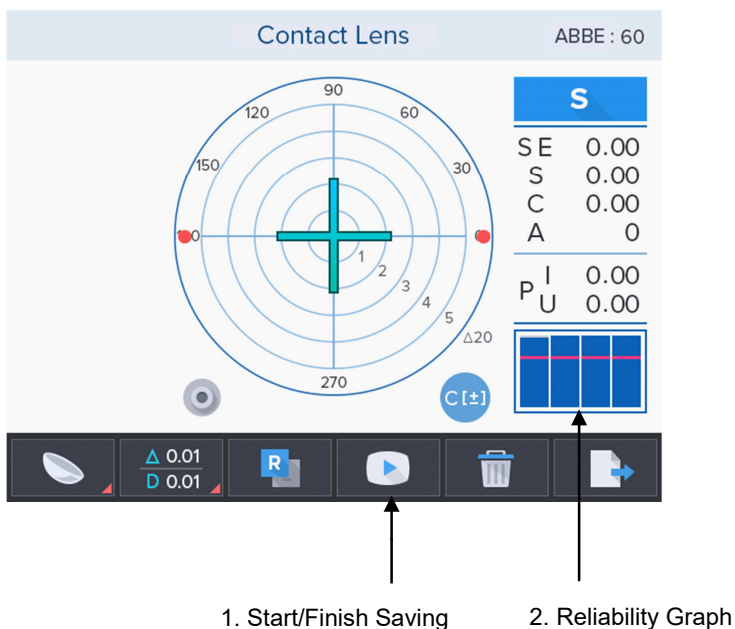 Contact Lens
ABBE : 60
90
120
60
150
30
0
1
2
3
4
5
Δ20
270
C[±]
S
SE 0.00
S 0.00
C 0.00
A 0
P I 0.00
U 0.00
Δ 0.01
D 0.01
R
1. Start/Finish Saving
2. Reliability Graph